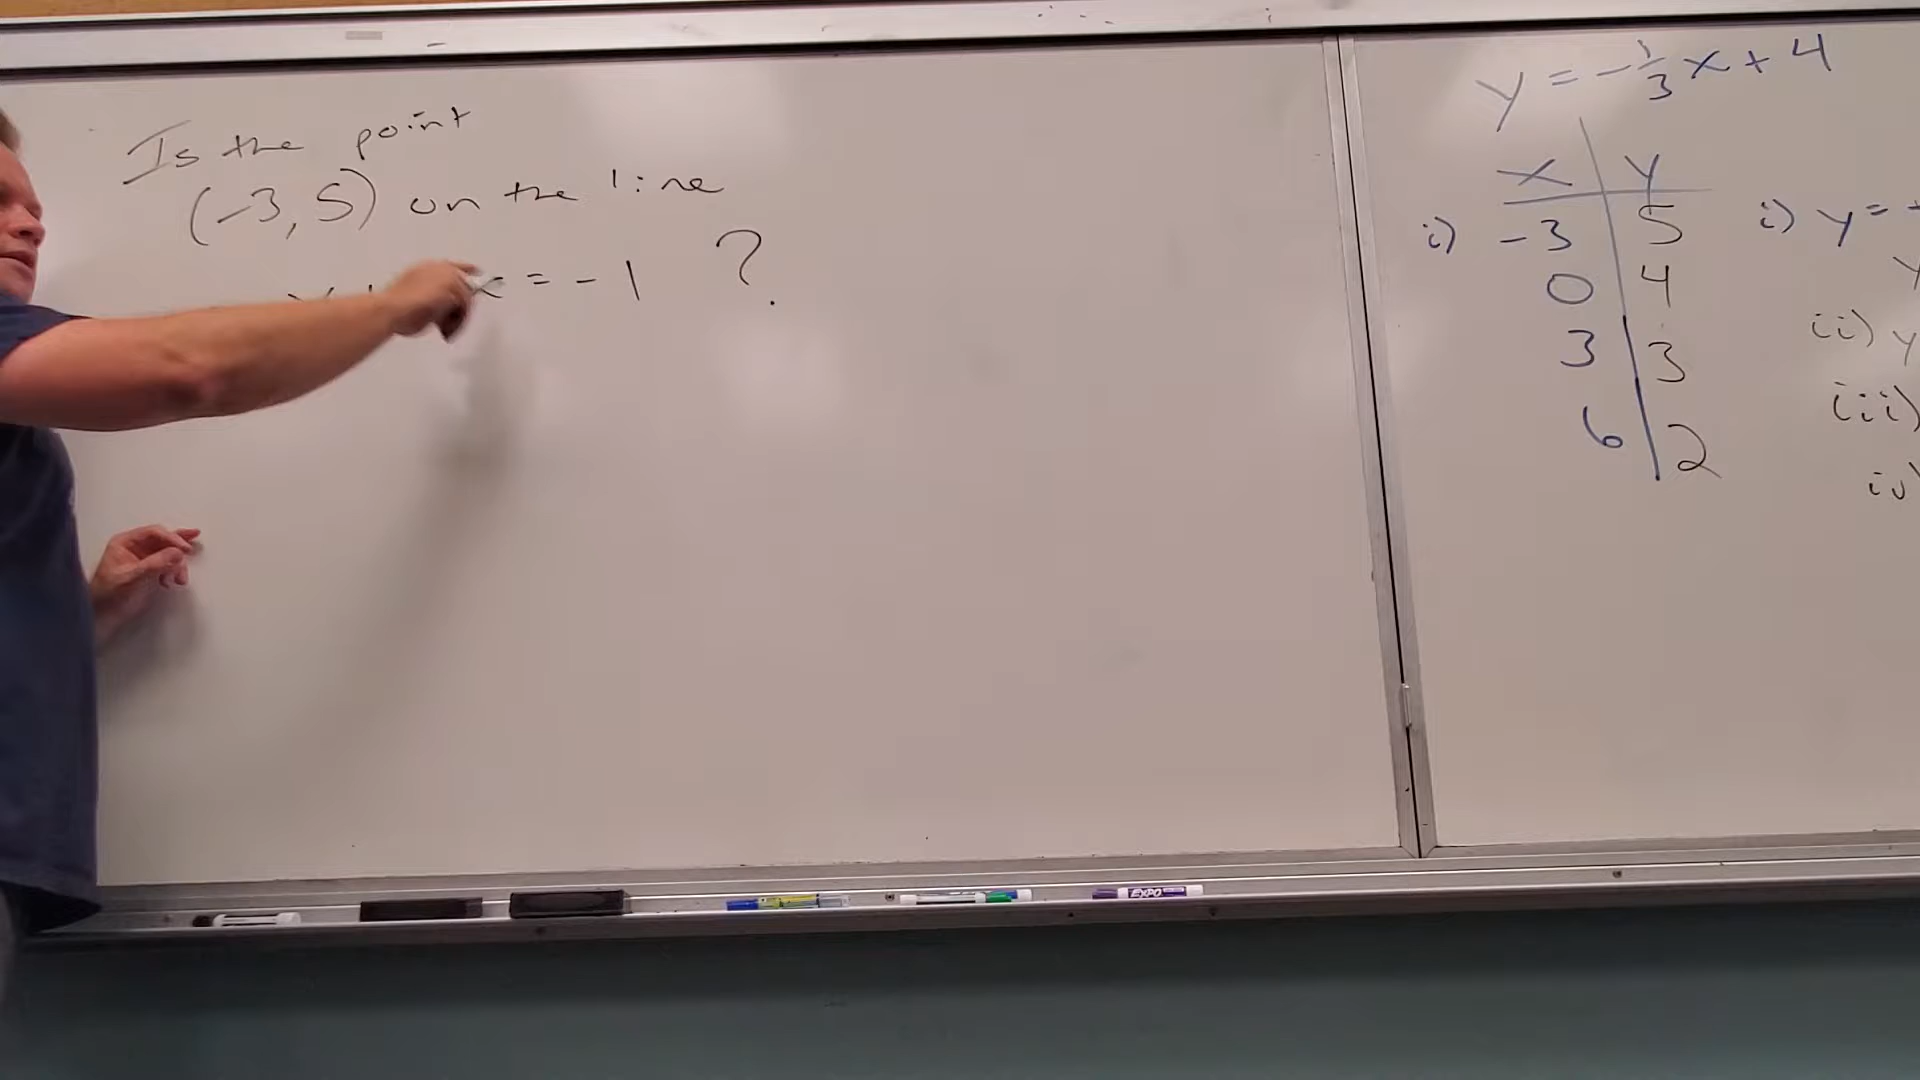 Is the point
(-3, 5) on the line
x = -1 ?
y = -1/3 x + 4
x y
i) -3 5
0 4
3 3
6 2
i) y =
y
ii) y
iii)
iv)
EXPO